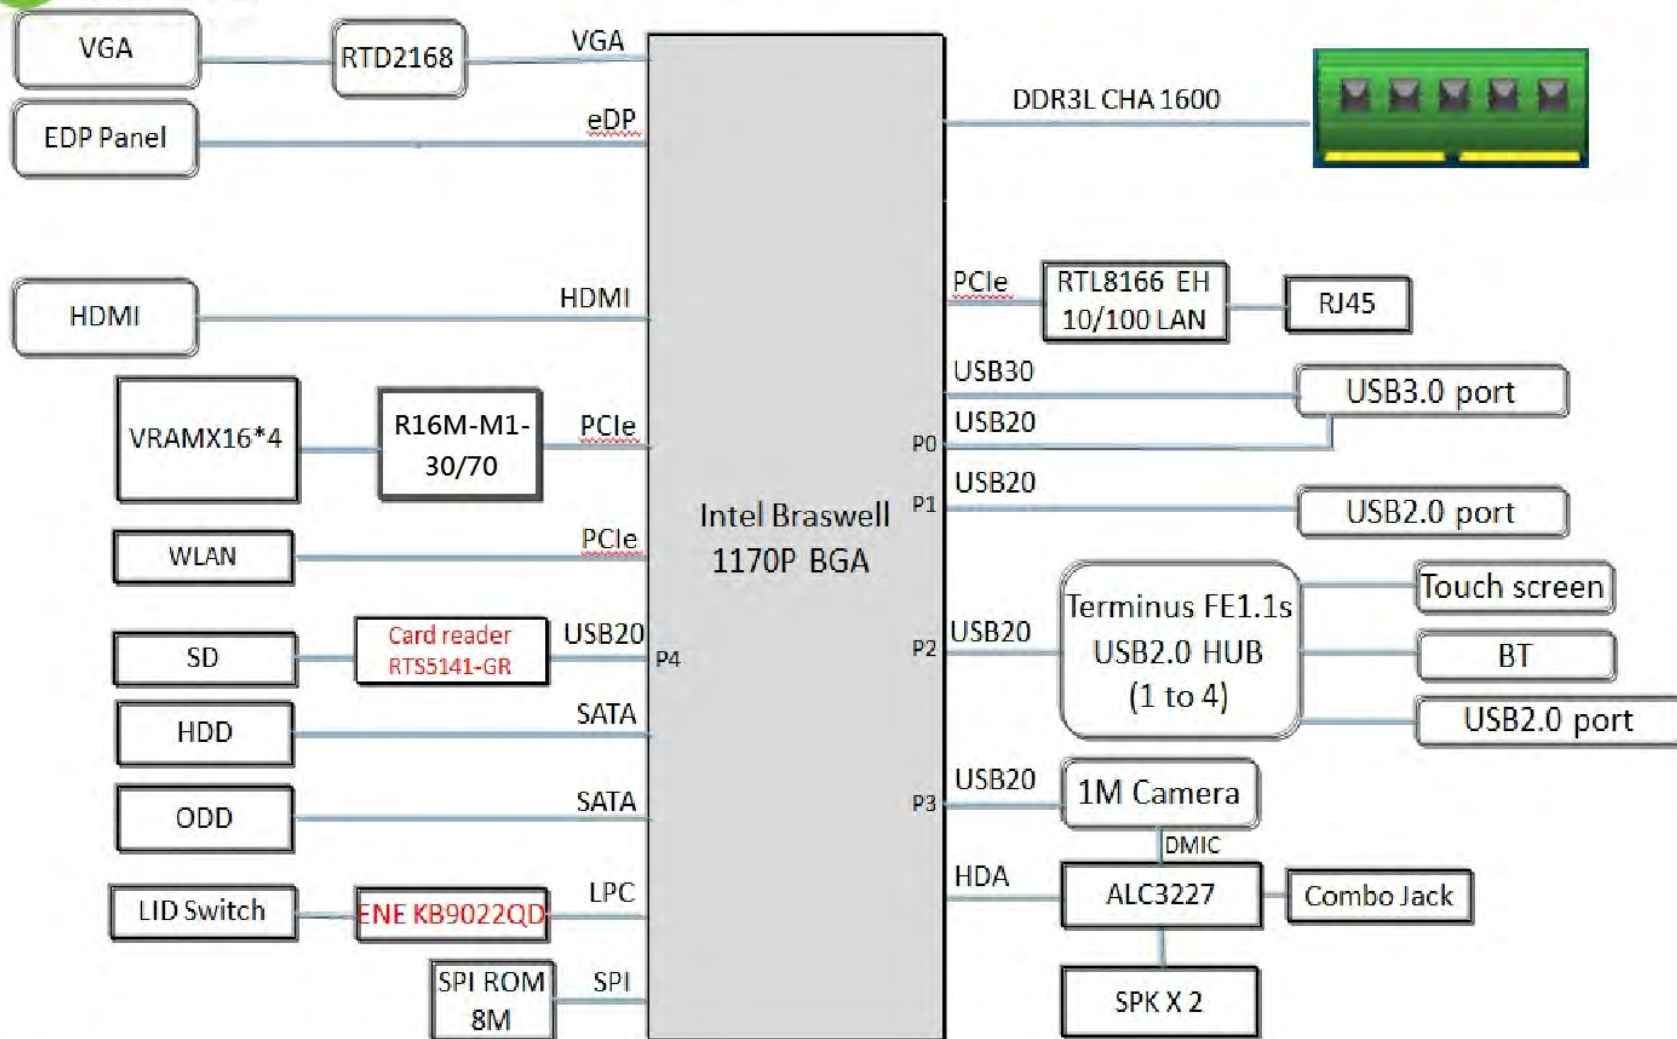 VGA
RTD2168
VGA
EDP Panel
eDP
HDMI
HDMI
VRAMX16*4
R16M-M1-
30/70
PCIe
WLAN
PCIe
SD
Card reader
RTS5141-GR
USB20
P4
HDD
SATA
ODD
SATA
LID Switch
ENE KB9022QD
LPC
SPI ROM
8M
SPI
Intel Braswell
1170P BGA
DDR3L CHA 1600
PCIe
RTL8166 EH
10/100 LAN
RJ45
USB30
USB3.0 port
P0
USB20
P1
USB20
USB2.0 port
P2
USB20
Terminus FE1.1s
USB2.0 HUB
(1 to 4)
Touch screen
BT
USB2.0 port
P3
USB20
1M Camera
DMIC
HDA
ALC3227
Combo Jack
SPK X 2